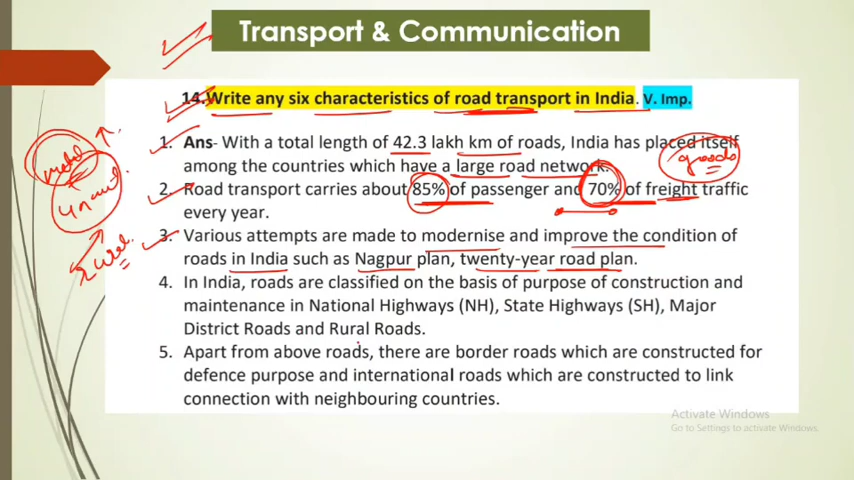 Transport & Communication
14. Write any six characteristics of road transport in India. V. Imp.
1. Ans- With a total length of 42.3 lakh km of roads, India has placed itself
among the countries which have a large road network.
goods
2. Road transport carries about 85% of passenger and 70% of freight traffic
every year.
3. Various attempts are made to modernise and improve the condition of
roads in India such as Nagpur plan, twenty-year road plan.
rural
4. In India, roads are classified on the basis of purpose of construction and
maintenance in National Highways (NH), State Highways (SH), Major
District Roads and Rural Roads.
5. Apart from above roads, there are border roads which are constructed for
defence purpose and international roads which are constructed to link
connection with neighbouring countries.
Activate Windows
Go to Settings to activate Windows.